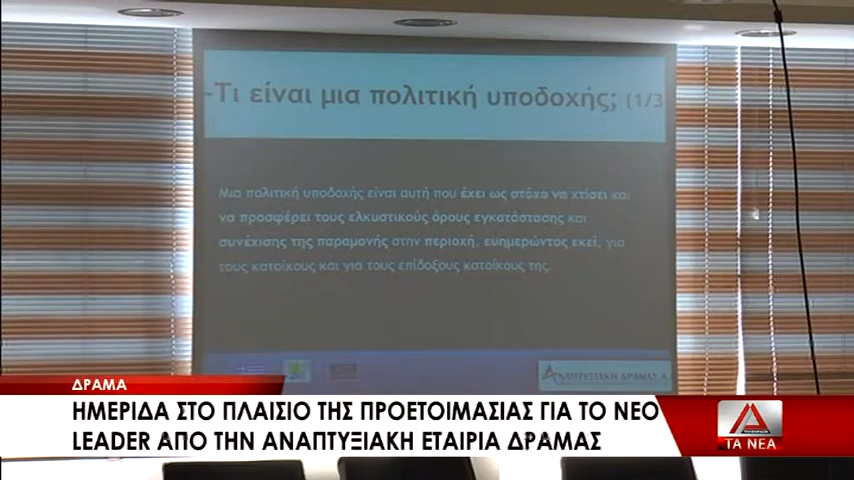 -Τι είναι μια πολιτική υποδοχής; (1/3
Μια πολιτική υποδοχής είναι αυτή που έχει ως στόχο να χτίσει και
να προσφέρει τους ελκυστικούς όρους εγκατάστασης και
συνέχισης της παραμονής στην περιοχή, ευημερώντας εκεί, για
τους κατοίκους και για τους επίδοξους κατοίκους της.
ΑΝΑΠΤΥΞΙΑΚΗ ΔΡΑΜΑΣ Α.
ΔΡΑΜΑ
ΗΜΕΡΙΔΑ ΣΤΟ ΠΛΑΙΣΙΟ ΤΗΣ ΠΡΟΕΤΟΙΜΑΣΙΑΣ ΓΙΑ ΤΟ ΝΕΟ
LEADER ΑΠΟ ΤΗΝ ΑΝΑΠΤΥΞΙΑΚΗ ΕΤΑΙΡΙΑ ΔΡΑΜΑΣ
ΤΑ ΝΕΑ